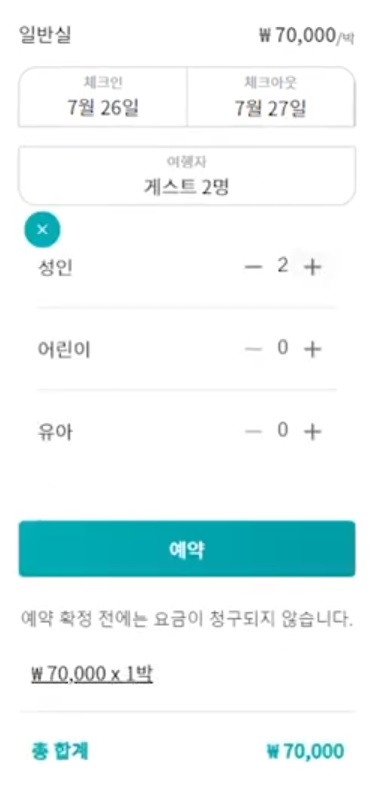 일반실 ₩70,000/박
체크인 체크아웃
7월 26일 7월 27일
여행자
게스트 2명
×
성인 — 2 +
어린이 — 0 +
유아 — 0 +
예약
예약 확정 전에는 요금이 청구되지 않습니다.
₩70,000 x 1박
총 합계 ₩70,000